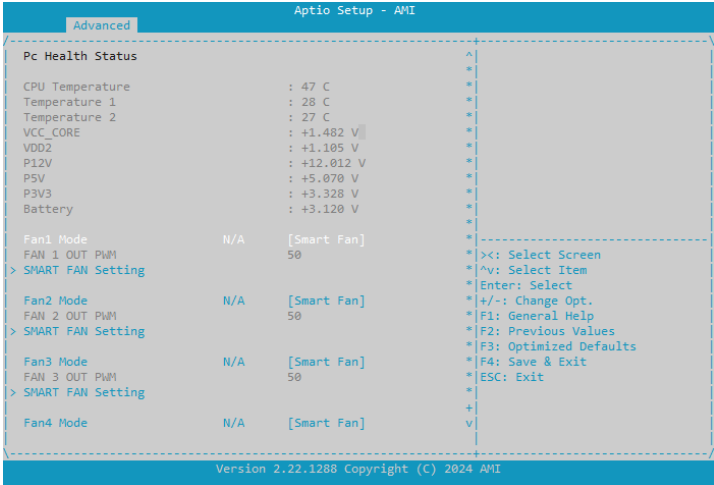 Aptio Setup - AMI
Advanced
Pc Health Status
CPU Temperature : 47 C
Temperature 1 : 28 C
Temperature 2 : 27 C
VCC_CORE : +1.482 V
VDD2 : +1.105 V
P12V : +12.012 V
P5V : +5.070 V
P3V3 : +3.328 V
Battery : +3.120 V
Fan1 Mode N/A [Smart Fan]
FAN 1 OUT PWM 50
> SMART FAN Setting
Fan2 Mode N/A [Smart Fan]
FAN 2 OUT PWM 50
> SMART FAN Setting
Fan3 Mode N/A [Smart Fan]
FAN 3 OUT PWM 50
> SMART FAN Setting
Fan4 Mode N/A [Smart Fan]
><: Select Screen
^v: Select Item
Enter: Select
+/-: Change Opt.
F1: General Help
F2: Previous Values
F3: Optimized Defaults
F4: Save & Exit
ESC: Exit
Version 2.22.1288 Copyright (C) 2024 AMI